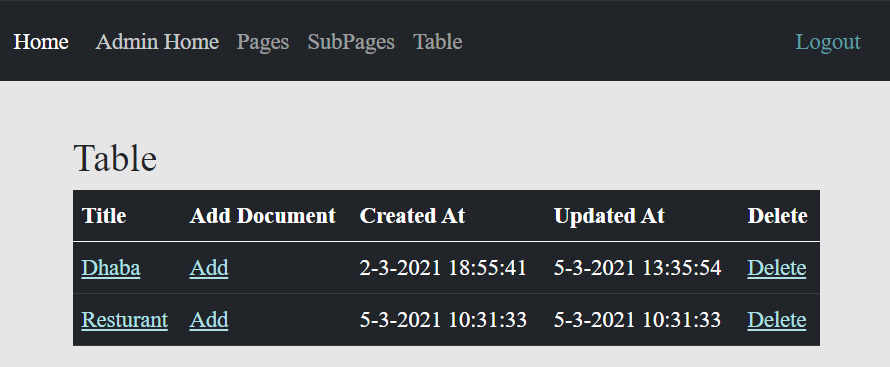 Home Admin Home Pages SubPages Table Logout
Table
Title Add Document Created At Updated At Delete
Dhaba Add 2-3-2021 18:55:41 5-3-2021 13:35:54 Delete
Resturant Add 5-3-2021 10:31:33 5-3-2021 10:31:33 Delete